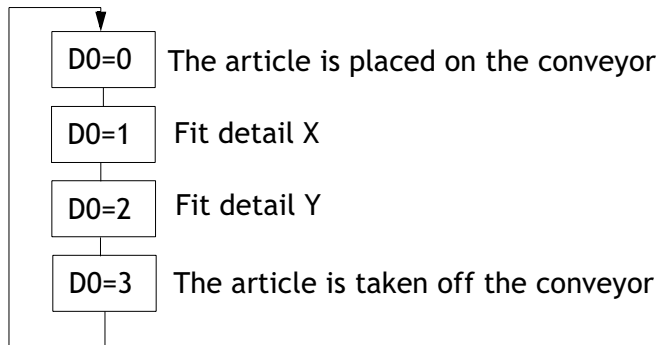 D0=0 The article is placed on the conveyor
D0=1 Fit detail X
D0=2 Fit detail Y
D0=3 The article is taken off the conveyor